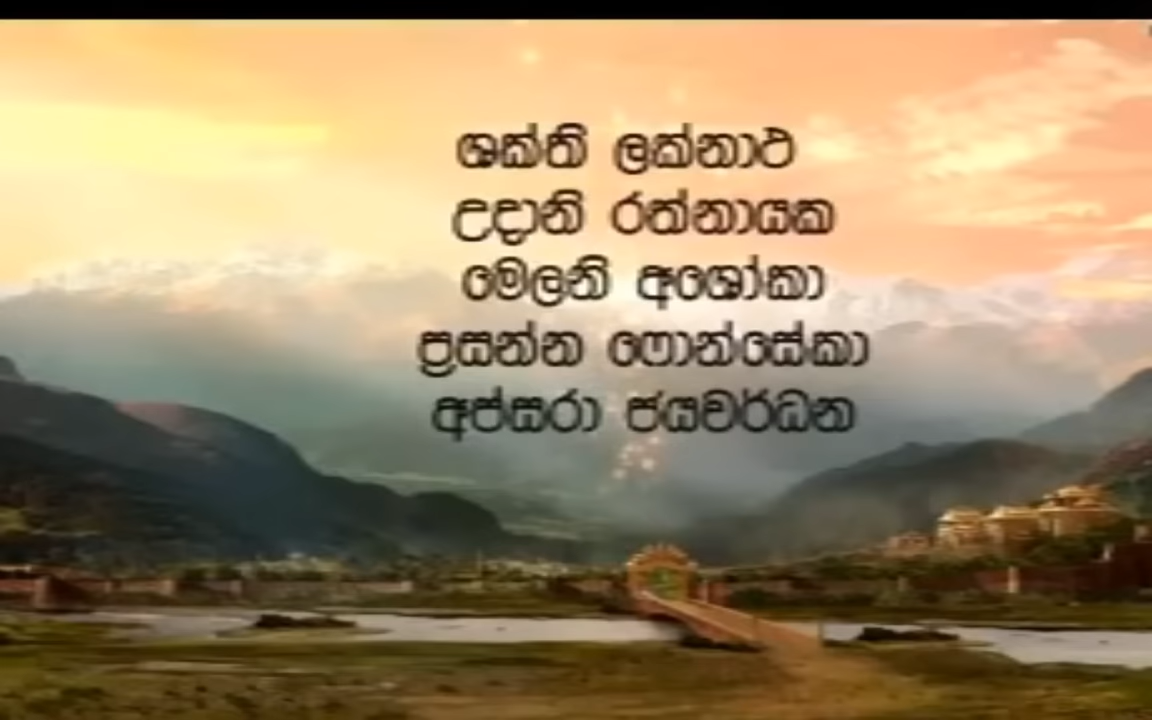 ශක්ති ලක්නාථ
උදානි රත්නායක
මෙලනි අශෝකා
ප්‍රසන්න ෆොන්සේකා
අප්සරා ජයවර්ධන